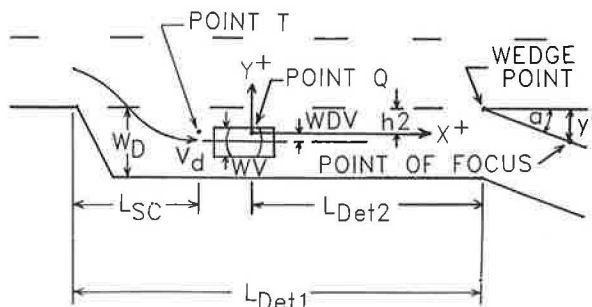 POINT T
WEDGE
POINT
Y+
POINT Q
WDV
h2
X+
a
y
WD
Vd
WV
POINT OF FOCUS
LSC
LDet2
LDet1